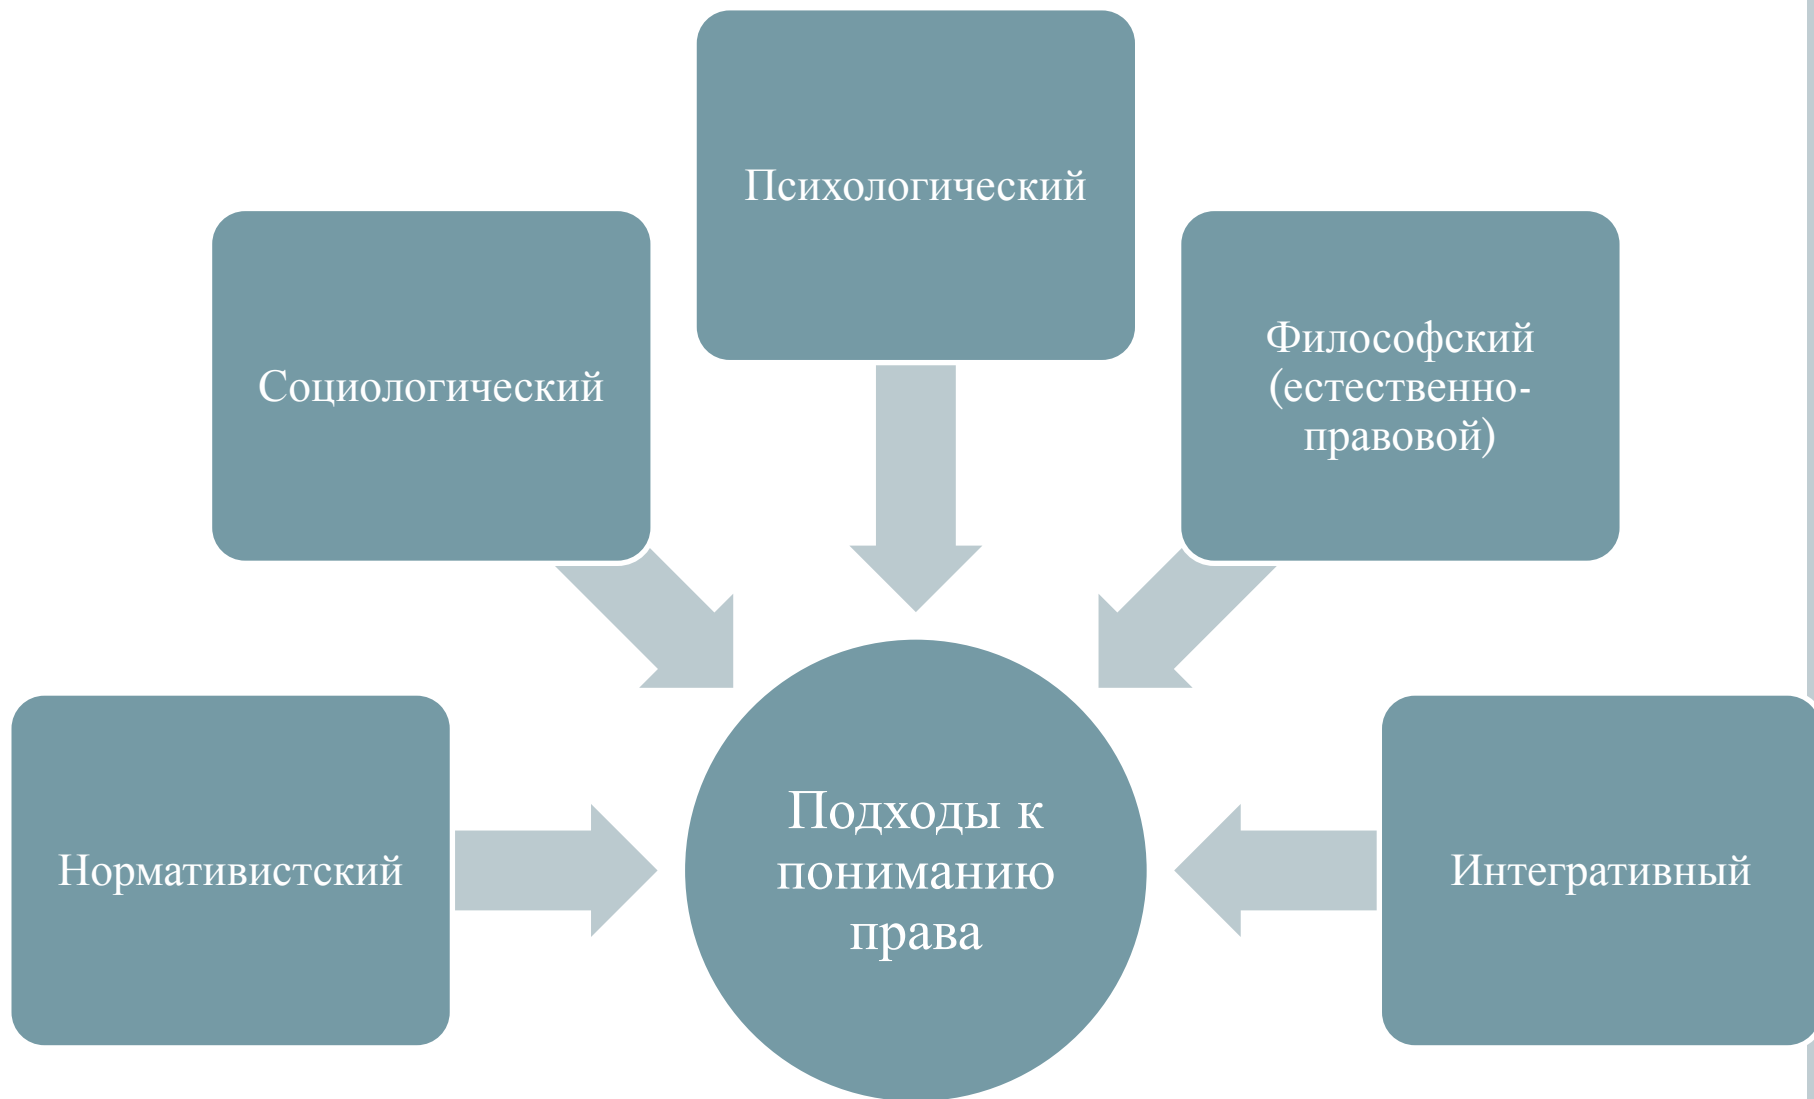 Психологический
Социологический
Философский
(естественно-
правовой)
Нормативистский
Подходы к
пониманию
права
Интегративный